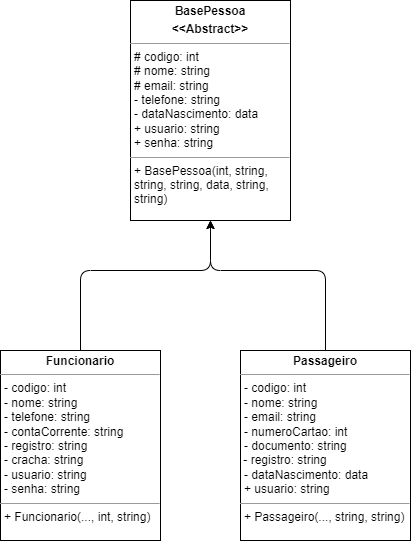 BasePessoa
<<Abstract>>
# codigo: int
# nome: string
# email: string
- telefone: string
- dataNascimento: data
+ usuario: string
+ senha: string
+ BasePessoa(int, string,
string, string, data, string,
string)
Funcionario
- codigo: int
- nome: string
- telefone: string
- contaCorrente: string
- registro: string
- cracha: string
- usuario: string
- senha: string
+ Funcionario(..., int, string)
Passageiro
- codigo: int
- nome: string
- email: string
- numeroCartao: int
- documento: string
- registro: string
- dataNascimento: data
+ usuario: string
+ Passageiro(..., string, string)